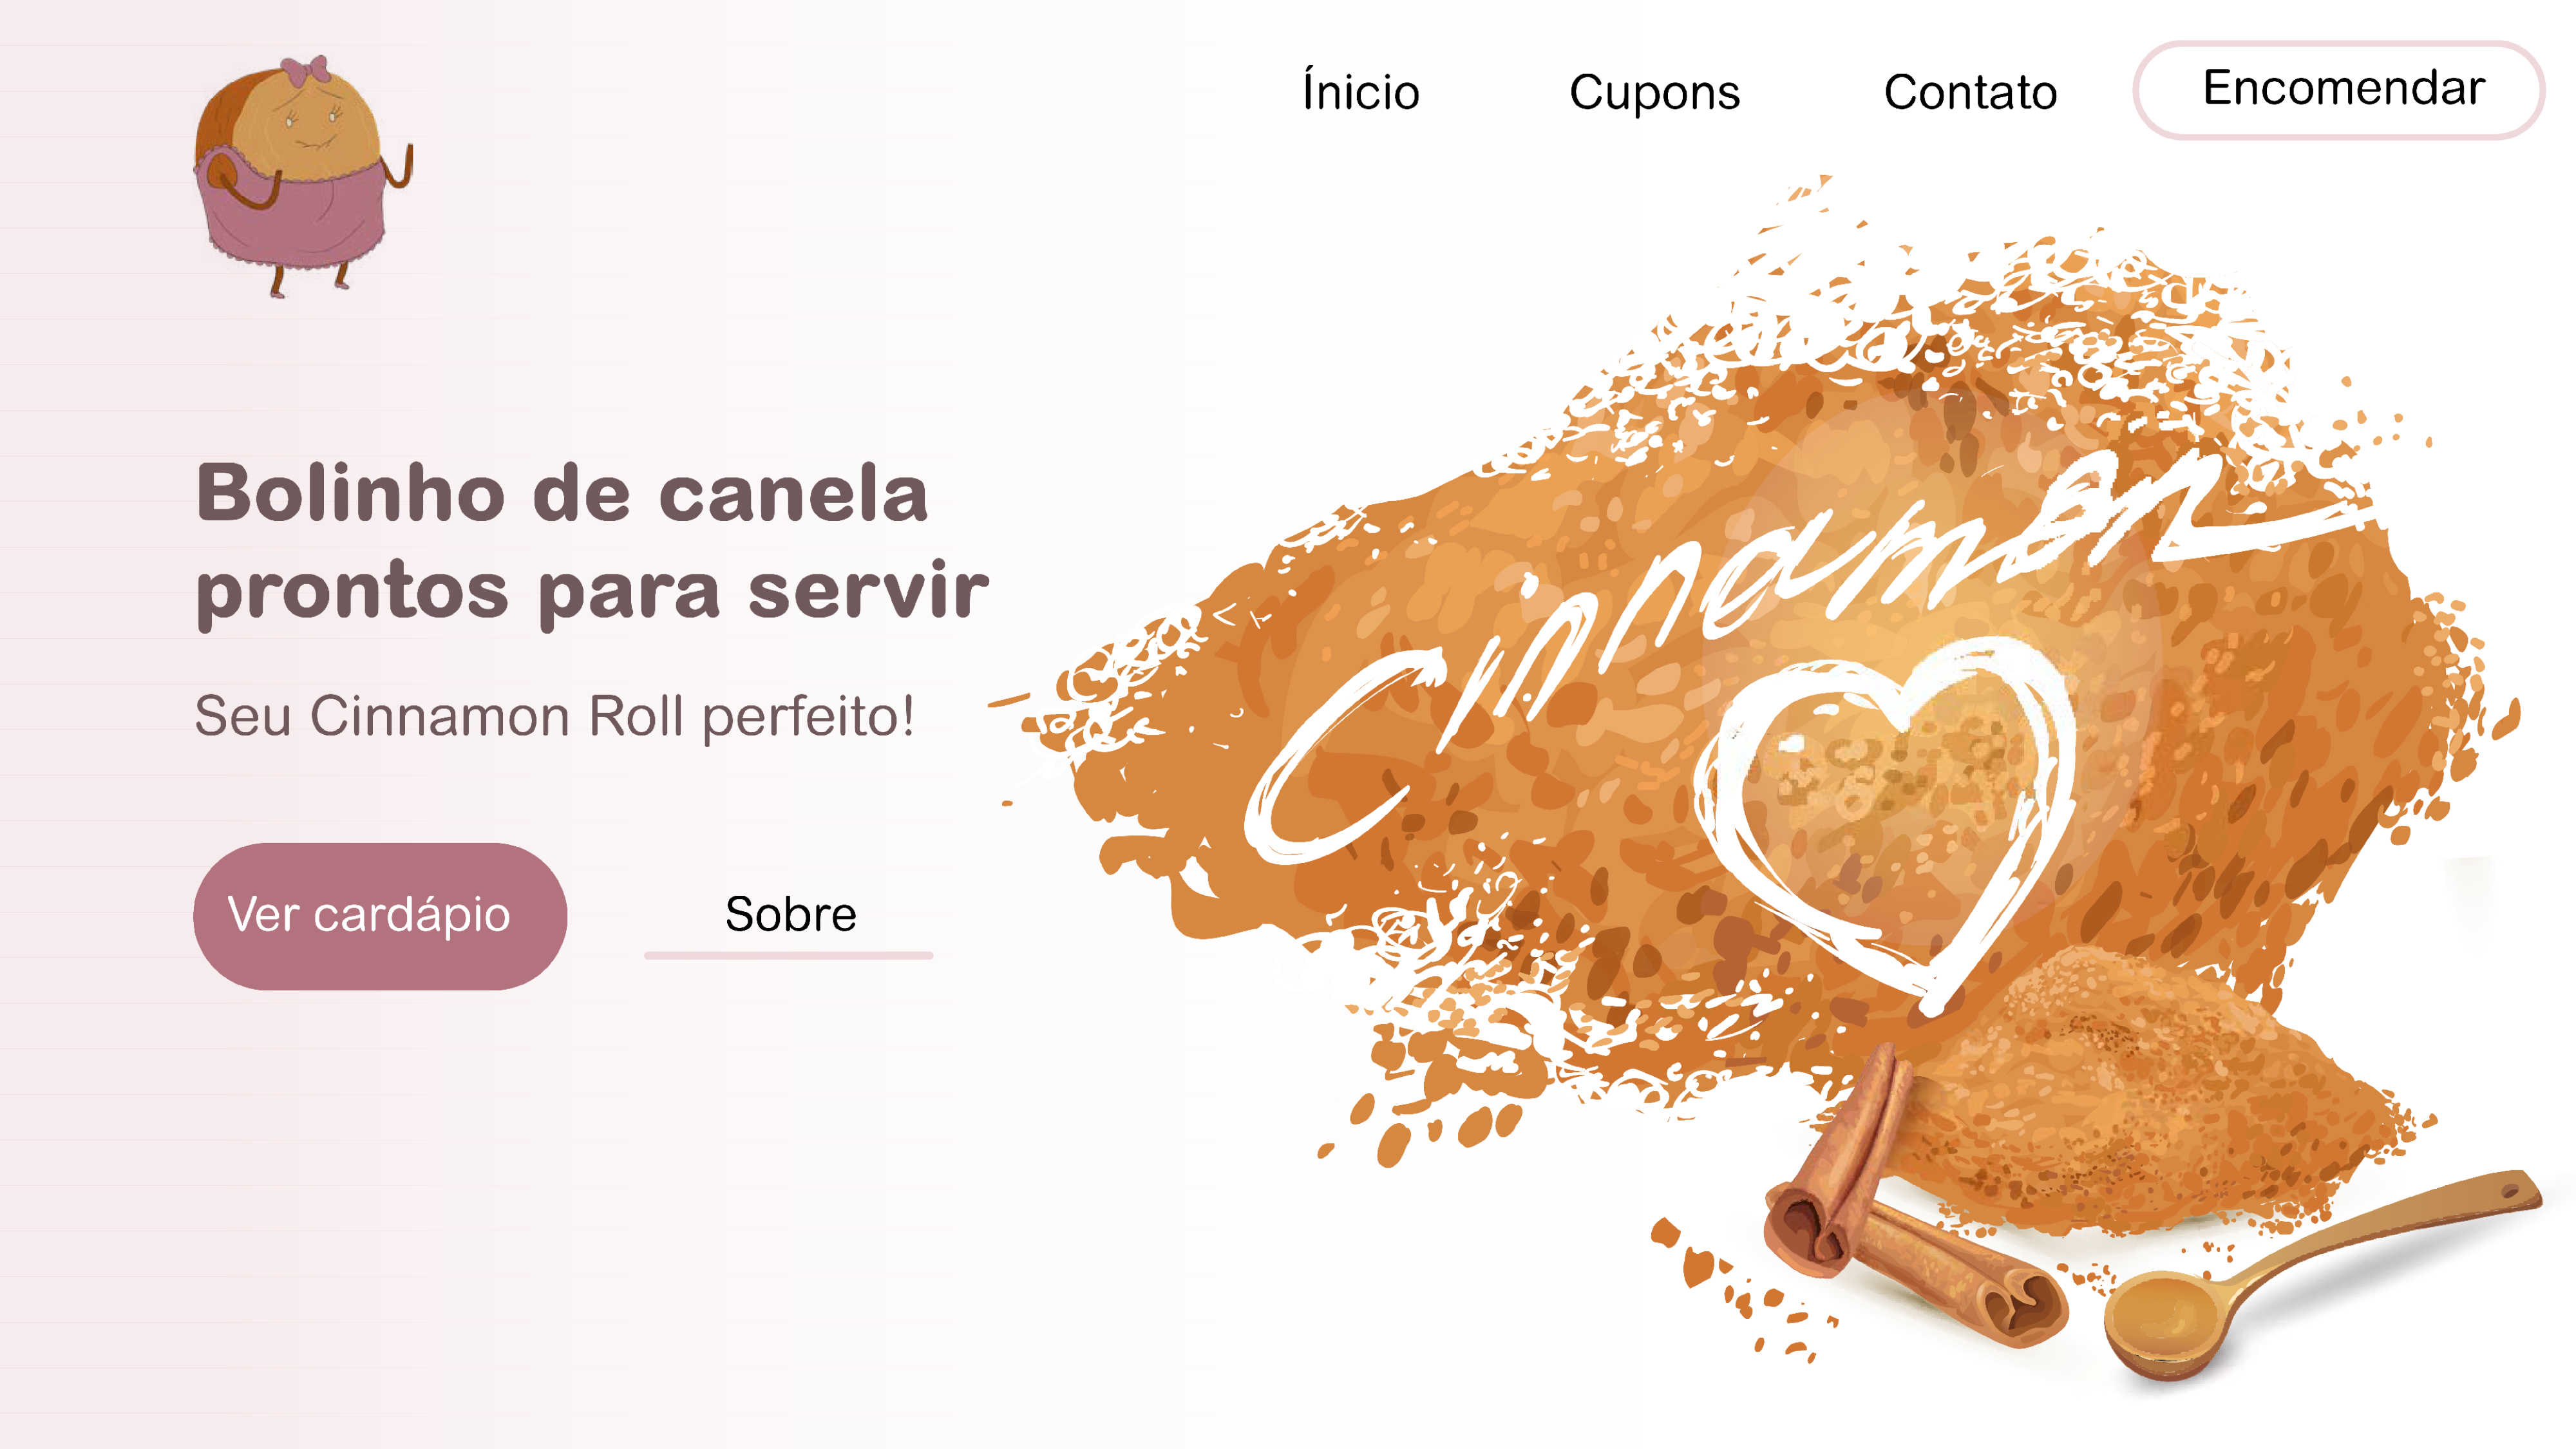 Ínicio
Cupons
Contato
Encomendar
Bolinho de canela
prontos para servir
Seu Cinnamon Roll perfeito!
Ver cardápio
Sobre
Cinnamon